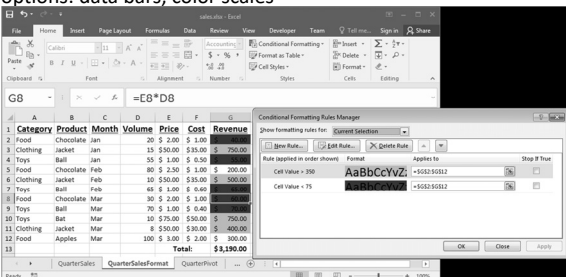 options: data bars, color scales
sales.xlsx - Excel
File Home Insert Page Layout Formulas Data Review View Developer Team Tell me... Sign in Share
Calibri 11 Accounting Conditional Formatting Insert
Paste B I U $ % , Format as Table Delete
Cell Styles Format
Clipboard Font Alignment Number Styles Cells Editing
G8 =E8*D8
A B C D E F G
1 Category Product Month Volume Price Cost Revenue
2 Food Chocolate Jan 20 $ 2.00 $ 1.00 $ 40.00
3 Clothing Jacket Jan 15 $50.00 $35.00 $ 750.00
4 Toys Ball Jan 55 $ 1.00 $ 0.50 $
5 Food Chocolate Feb 80 $ 2.50 $ 1.00 $ 200.00
6 Clothing Jacket Feb 10 $50.00 $35.00 $ 500.00
7 Toys Ball Feb 65 $ 1.00 $ 0.60 $
8 Food Chocolate Mar 30 $ 2.00 $ 1.00 $
9 Toys Ball Mar 70 $ 1.00 $ 0.40 $
10 Toys Bat Mar 10 $75.00 $50.00 $ 750.00
11 Clothing Jacket Mar 8 $50.00 $30.00 $ 400.00
12 Food Apples Mar 100 $ 3.00 $ 2.00 $ 300.00
13 Total: $3,190.00
QuarterSales QuarterSalesFormat QuarterPivot ...
Ready 100%
Conditional Formatting Rules Manager
Show formatting rules for: Current Selection
New Rule... Edit Rule... Delete Rule
Rule (applied in order shown) Format Applies to Stop If True
Cell Value > 350 AaBbCcYyZz =$G$2:$G$12
Cell Value < 75 AaBbCcYyZz =$G$2:$G$12
OK Close Apply